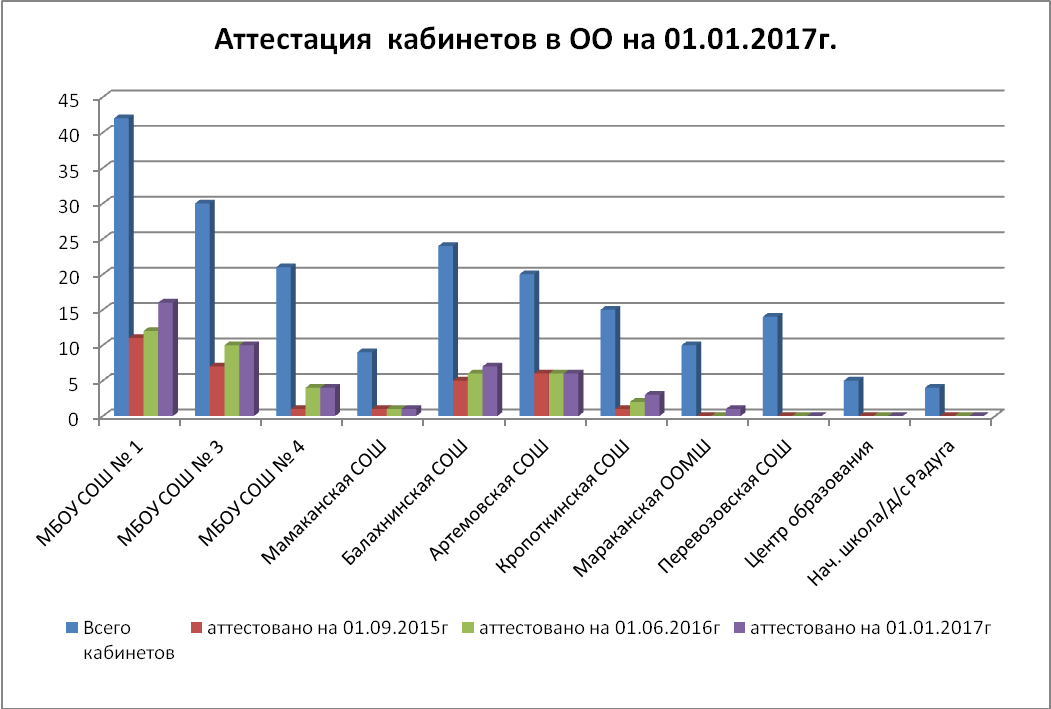 Аттестация кабинетов в ОО на 01.01.2017г.
45
40
35
30
25
20
15
10
5
0
МБОУ СОШ № 1
МБОУ СОШ № 3
МБОУ СОШ № 4
Мамаканская СОШ
Балахнинская СОШ
Артемовская СОШ
Кропоткинская СОШ
Мараканская ООМШ
Перевозовская СОШ
Центр образования
Нач. школа/д/с Радуга
Всего кабинетов
аттестовано на 01.09.2015г
аттестовано на 01.06.2016г
аттестовано на 01.01.2017г